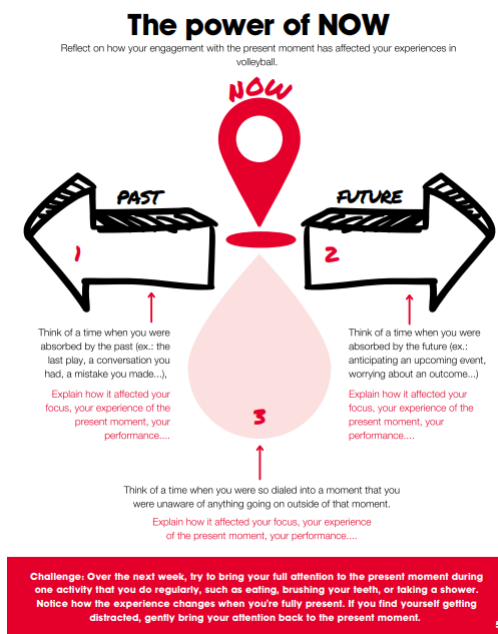 The power of NOW
Reflect on how your engagement with the present moment has affected your experiences in
volleyball.
NOW
PAST
FUTURE
1
2
Think of a time when you were
absorbed by the past (ex.: the
last play, a conversation you
had, a mistake you made...),
Explain how it affected your
focus, your experience of the
present moment, your
performance....
Think of a time when you were
absorbed by the future (ex.:
anticipating an upcoming event,
worrying about an outcome...)
Explain how it affected your
focus, your experience of the
present moment, your
performance....
3
Think of a time when you were so dialed into a moment that you
were unaware of anything going on outside of that moment.
Explain how it affected your focus, your experience
of the present moment, your performance....
Challenge: Over the next week, try to bring your full attention to the present moment during
one activity that you do regularly, such as eating, brushing your teeth, or taking a shower.
Notice how the experience changes when you're fully present. If you find yourself getting
distracted, gently bring your attention back to the present moment.